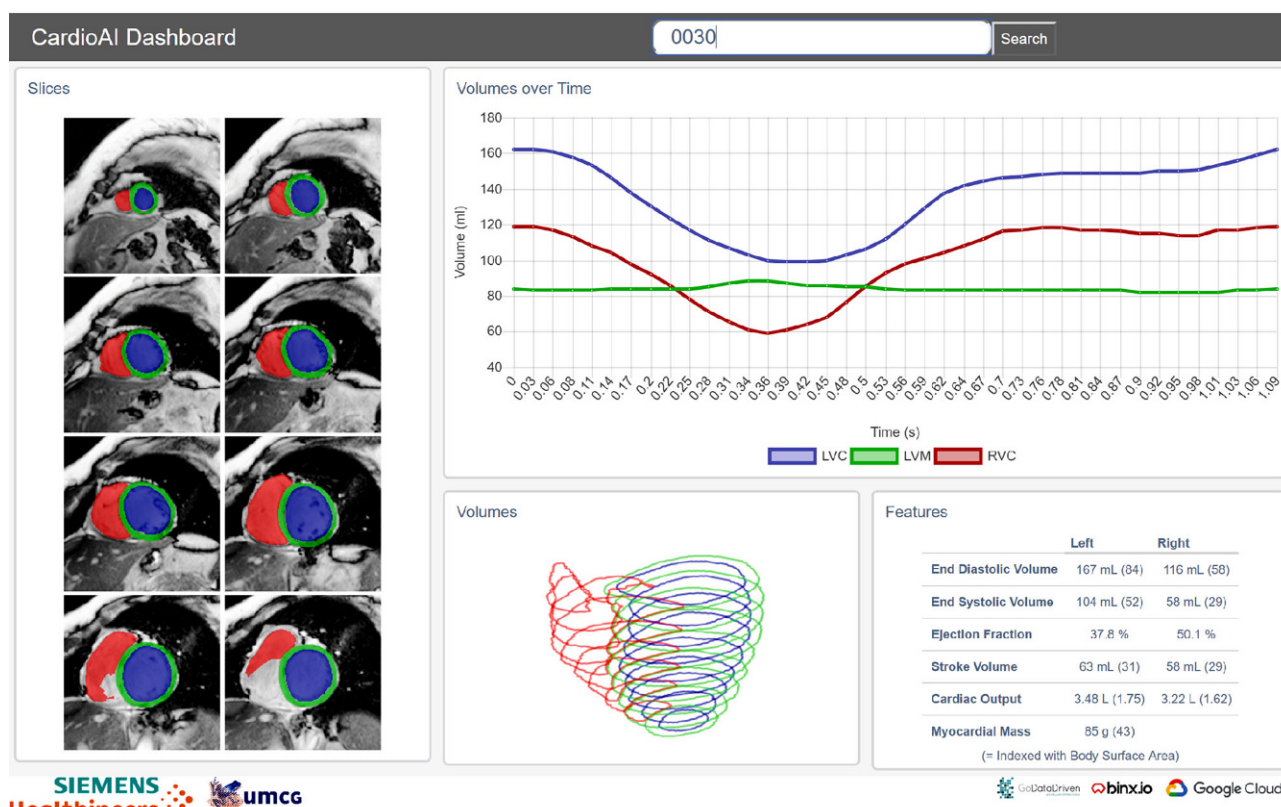 CardioAI Dashboard
0030
Search
Slices
Volumes over Time
180
160
140
120
100
80
60
40
Volume (ml)
0 0.03 0.06 0.08 0.11 0.14 0.17 0.2 0.22 0.25 0.28 0.31 0.34 0.36 0.39 0.42 0.45 0.48 0.5 0.53 0.56 0.59 0.62 0.64 0.67 0.7 0.73 0.76 0.78 0.81 0.84 0.87 0.9 0.92 0.95 0.98 1.01 1.03 1.06 1.09
Time (s)
LVC LVM RVC
Volumes
Features
Left Right
End Diastolic Volume 167 mL (84) 116 mL (58)
End Systolic Volume 104 mL (52) 58 mL (29)
Ejection Fraction 37.8 % 50.1 %
Stroke Volume 63 mL (31) 58 mL (29)
Cardiac Output 3.48 L (1.75) 3.22 L (1.62)
Myocardial Mass 85 g (43)
(= Indexed with Body Surface Area)
SIEMENS
Healthineers
umcg
GoDataDriven
binx.io
Google Cloud